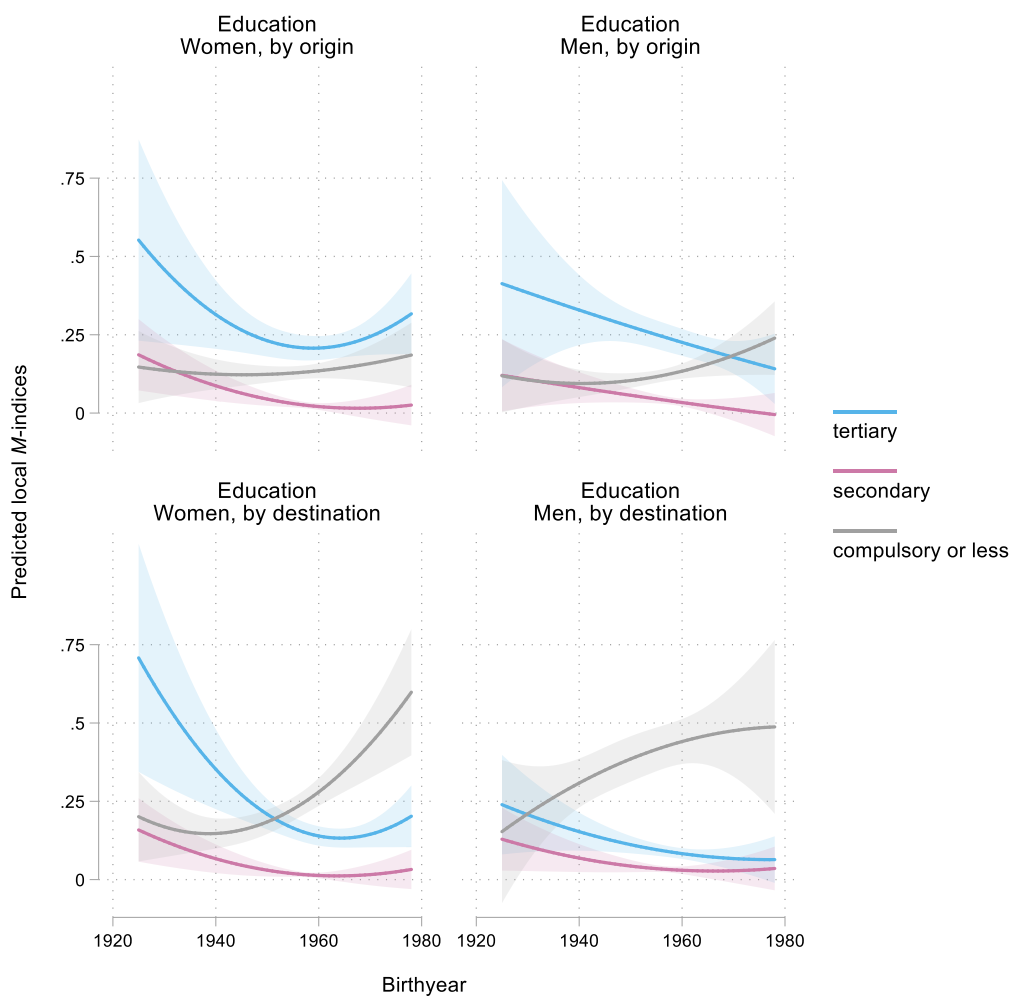 Education
Women, by origin
Education
Men, by origin
.75
.5
.25
0
Education
Women, by destination
Education
Men, by destination
.75
.5
.25
0
1920 1940 1960 1980
1920 1940 1960 1980
Birthyear
Predicted local M-indices
tertiary
secondary
compulsory or less